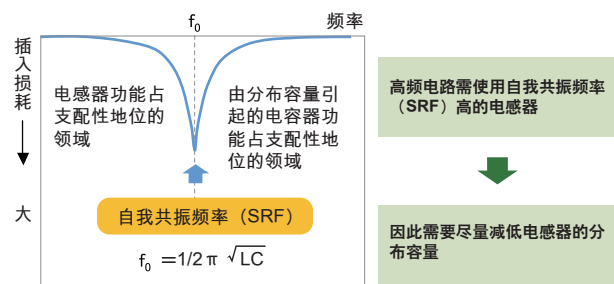 f₀
频率
插入损耗
大
电感器功能占
支配性地位的
领域
由分布容量引
起的电容器功
能占支配性地
位的领域
自我共振频率（SRF）
f₀ =1/2 π √LC
高频电路需使用自我共振频率
（SRF）高的电感器
因此需要尽量减低电感器的分
布容量